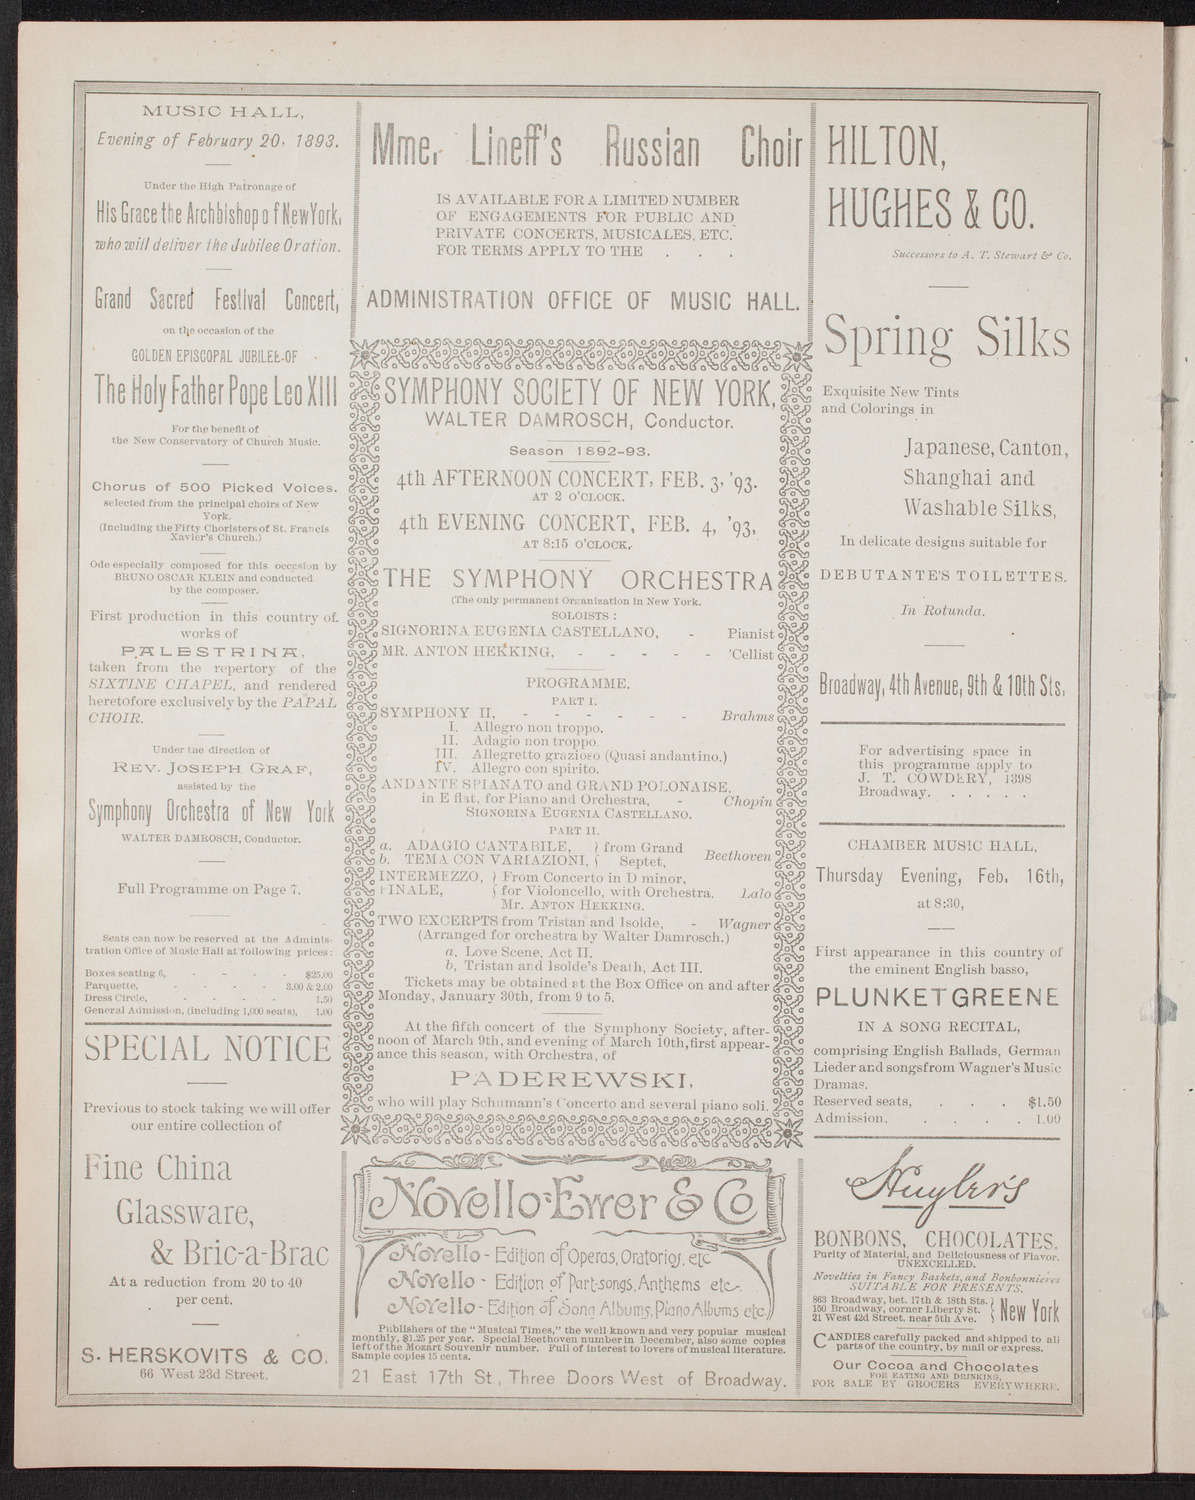 MUSIC HALL,
Evening of February 20, 1893.
Under the High Patronage of
His Grace the Archbishop of New York,
who will deliver the Jubilee Oration.
Grand Sacred Festival Concert,
on the occasion of the
GOLDEN EPISCOPAL JUBILEE OF
The Holy Father Pope Leo XIII
For the benefit of
the New Conservatory of Church Music.
Chorus of 500 Picked Voices.
selected from the principal choirs of New
York.
(Including the Fifty Choristers of St. Francis
Xavier's Church.)
Ode especially composed for this occasion by
BRUNO OSCAR KLEIN and conducted
by the composer.
First production in this country of.
works of
PALESTRINA,
taken from the repertory of the
SIXTINE CHAPEL, and rendered
heretofore exclusively by the PAPAL
CHOIR.
Under the direction of
REV. JOSEPH GRAF,
assisted by the
Symphony Orchestra of New York
WALTER DAMROSCH, Conductor.
Full Programme on Page 7.
Seats can now be reserved at the Adminis-
tration Office of Music Hall at following prices:
Boxes seating 6, - - - - $25.00
Parquette, - - - - 3.00 & 2.00
Dress Circle, - - - - 1.50
General Admission, (including 1,000 seats), 1.00
SPECIAL NOTICE
Previous to stock taking we will offer
our entire collection of
Fine China
Glassware,
& Bric-a-Brac
At a reduction from 20 to 40
per cent.
S. HERSKOVITS & CO.
66 West 23d Street.
Mme. Lineff's Russian Choir
IS AVAILABLE FOR A LIMITED NUMBER
OF ENGAGEMENTS FOR PUBLIC AND
PRIVATE CONCERTS, MUSICALES, ETC.
FOR TERMS APPLY TO THE . . .
ADMINISTRATION OFFICE OF MUSIC HALL.
SYMPHONY SOCIETY OF NEW YORK,
WALTER DAMROSCH, Conductor.
Season 1892-93.
4th AFTERNOON CONCERT, FEB. 3, '93.
AT 2 O'CLOCK.
4th EVENING CONCERT, FEB. 4, '93,
AT 8:15 O'CLOCK,
THE SYMPHONY ORCHESTRA
(The only permanent Organization in New York.
SOLOISTS:
SIGNORINA EUGENIA CASTELLANO, - Pianist
MR. ANTON HEKKING, - - - - - 'Cellist
PROGRAMME.
PART I.
SYMPHONY II, - - - - - - Brahms
I. Allegro non troppo.
II. Adagio non troppo.
III. Allegretto grazioso (Quasi andantino.)
IV. Allegro con spirito.
ANDANTE SPIANATO and GRAND POLONAISE,
in E flat, for Piano and Orchestra, - Chopin
SIGNORINA EUGENIA CASTELLANO.
PART II.
a. ADAGIO CANTABILE, } from Grand
b. TEMA CON VARIAZIONI, { Septet, Beethoven
INTERMEZZO, } From Concerto in D minor,
FINALE, { for Violoncello, with Orchestra. Lalo
Mr. ANTON HEKKING.
TWO EXCERPTS from Tristan and Isolde, - Wagner
(Arranged for orchestra by Walter Damrosch.)
a, Love Scene, Act II.
b, Tristan and Isolde's Death, Act III.
Tickets may be obtained at the Box Office on and after
Monday, January 30th, from 9 to 5.
At the fifth concert of the Symphony Society, after-
noon of March 9th, and evening of March 10th, first appear-
ance this season, with Orchestra, of
PADEREWSKI,
who will play Schumann's Concerto and several piano soli.
Novello-Ewer & Co
Novello - Edition of Operas, Oratorios, etc
Novello - Edition of Part-songs, Anthems etc.
Novello - Edition of Song Albums, Piano Albums etc.
Publishers of the "Musical Times," the well known and very popular musical
monthly, $1.25 per year. Special Beethoven number in December, also some copies
left of the Mozart Souvenir number. Full of interest to lovers of musical literature.
Sample copies 15 cents.
21 East 17th St, Three Doors West of Broadway.
HILTON,
HUGHES & CO.
Successors to A. T. Stewart & Co.
Spring Silks
Exquisite New Tints
and Colorings in
Japanese, Canton,
Shanghai and
Washable Silks,
In delicate designs suitable for
DEBUTANTE'S TOILETTES.
In Rotunda.
Broadway, 4th Avenue, 9th & 10th Sts.
For advertising space in
this programme apply to
J. T. COWDERY, 1398
Broadway. . . . . .
CHAMBER MUSIC HALL,
Thursday Evening, Feb. 16th,
at 8:30,
First appearance in this country of
the eminent English basso,
PLUNKET GREENE
IN A SONG RECITAL,
comprising English Ballads, German
Lieder and songs from Wagner's Music
Dramas.
Reserved seats, . . . $1.50
Admission, . . . . 1.00
Huyler's
BONBONS, CHOCOLATES.
Purity of Material, and Deliciousness of Flavor.
UNEXCELLED.
Novelties in Fancy Baskets, and Bonbonnieres
SUITABLE FOR PRESENTS.
863 Broadway, bet. 17th & 18th Sts.
150 Broadway, corner Liberty St.
21 West 42d Street, near 5th Ave. } New York
CANDIES carefully packed and shipped to all
parts of the country, by mail or express.
Our Cocoa and Chocolates
FOR EATING AND DRINKING,
FOR SALE BY GROCERS EVERYWHERE.